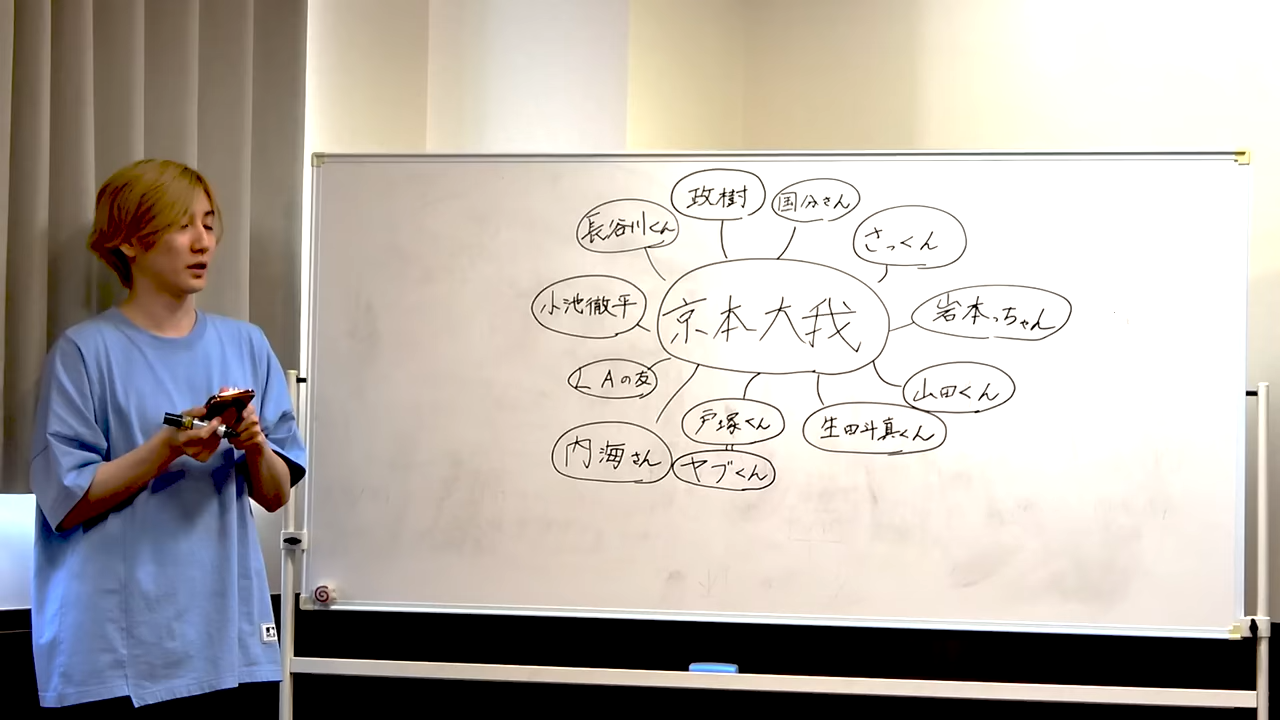 政樹
国分さん
長谷川くん
さっくん
小池徹平
京本大我
岩本っちゃん
LAの友
山田くん
戸塚くん
生田斗真くん
内海さん
ヤブくん